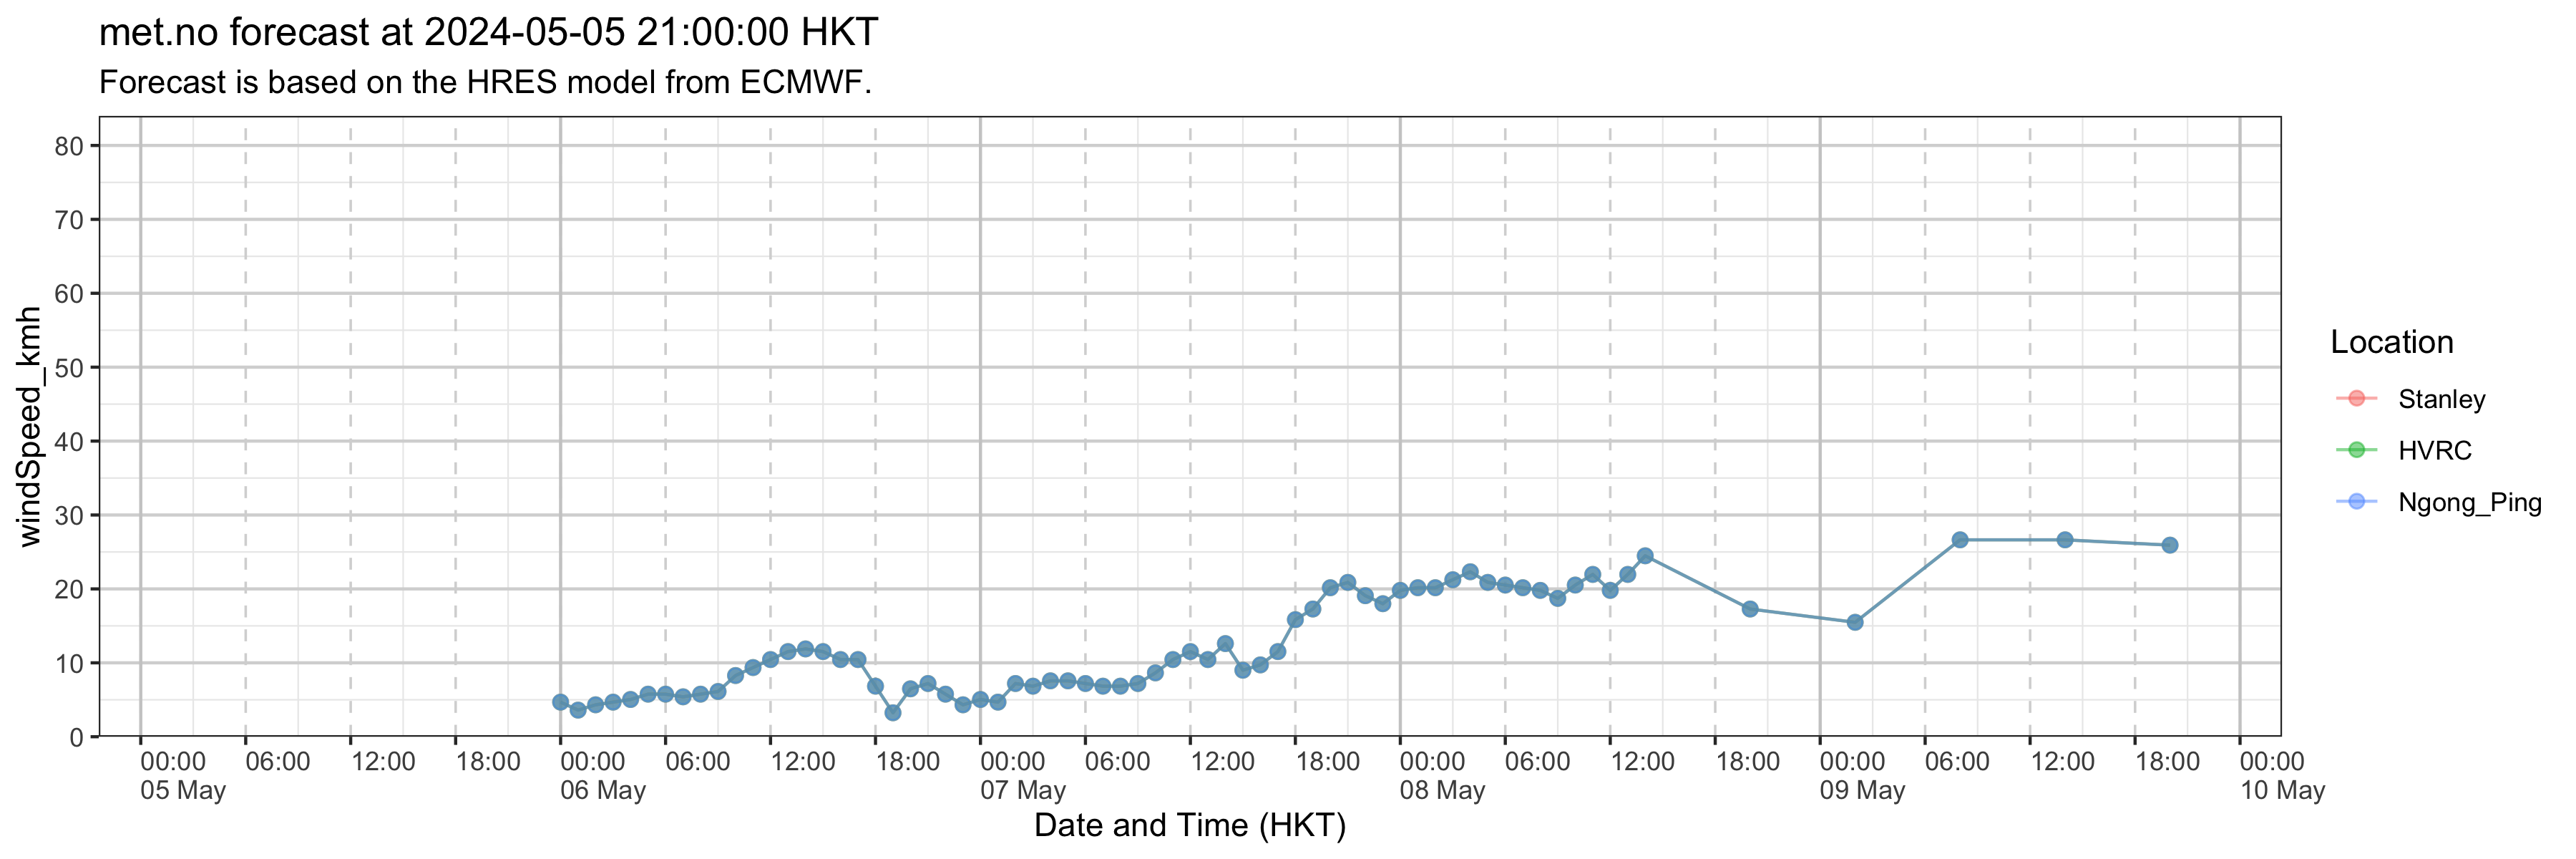 met.no forecast at 2024-05-05 21:00:00 HKT
Forecast is based on the HRES model from ECMWF.
windSpeed_kmh
80
70
60
50
40
30
20
10
0
00:00 06:00 12:00 18:00 00:00 06:00 12:00 18:00 00:00 06:00 12:00 18:00 00:00 06:00 12:00 18:00 00:00 06:00 12:00 18:00 00:00
05 May 06 May 07 May 08 May 09 May 10 May
Date and Time (HKT)
Location
Stanley
HVRC
Ngong_Ping